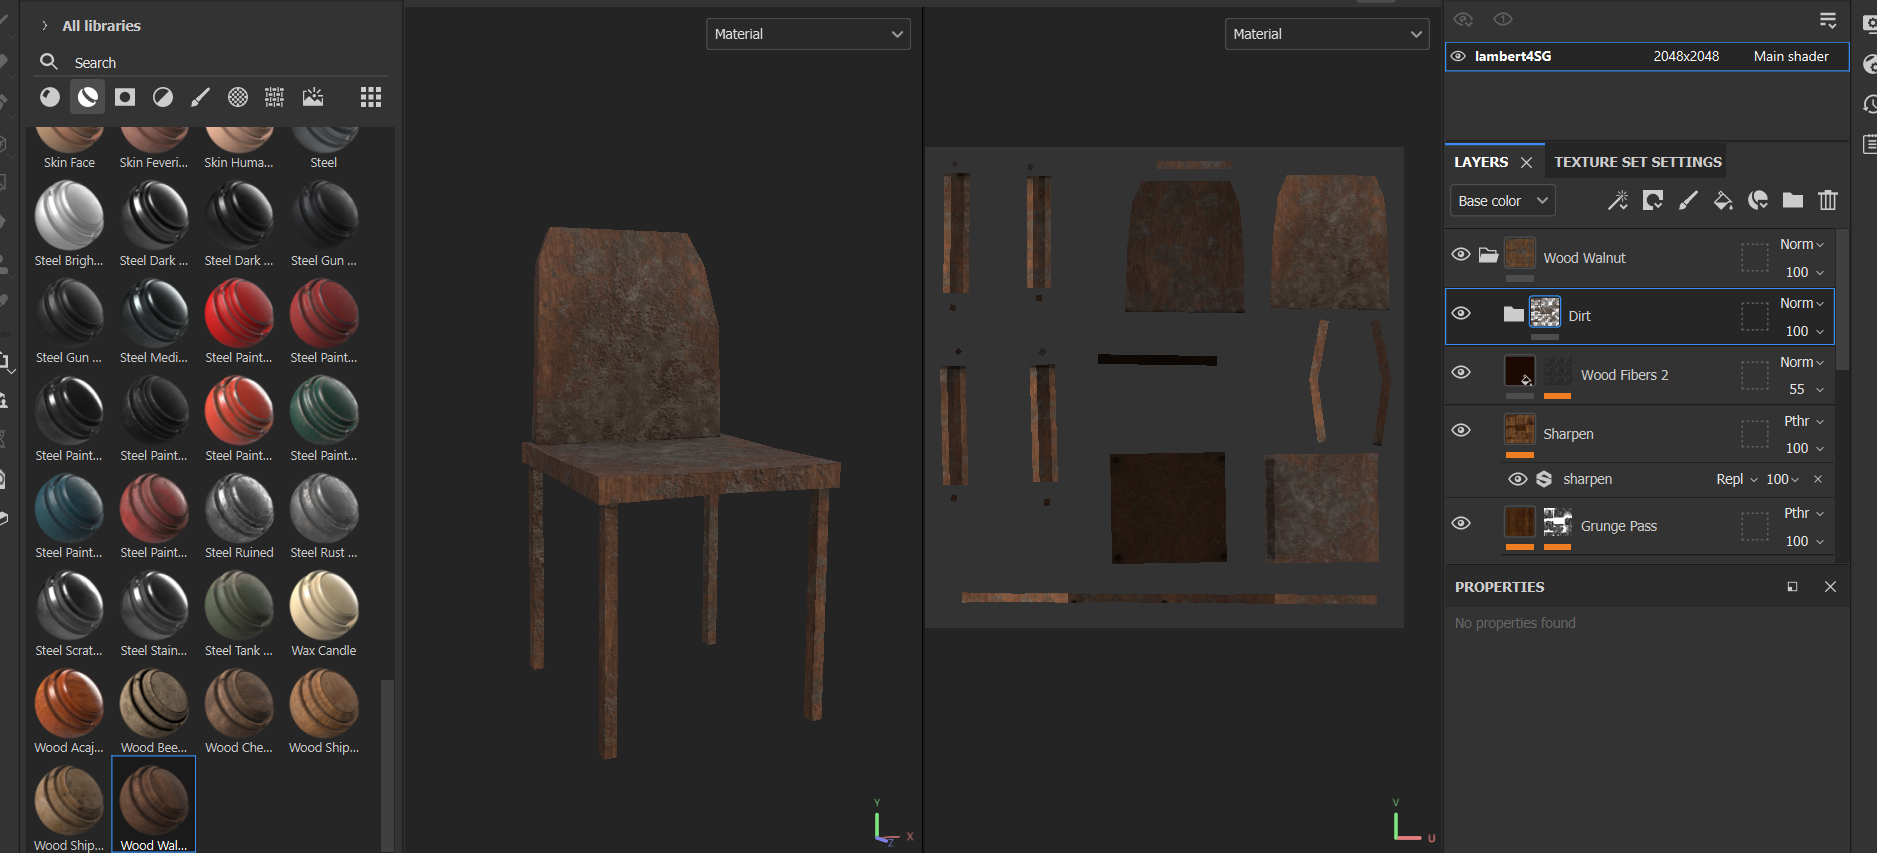 All libraries
Search
Skin Face
Skin Feveri...
Skin Huma...
Steel
Steel Brigh...
Steel Dark ...
Steel Dark ...
Steel Gun ...
Steel Gun ...
Steel Medi...
Steel Paint...
Steel Paint...
Steel Paint...
Steel Paint...
Steel Paint...
Steel Paint...
Steel Paint...
Steel Paint...
Steel Ruined
Steel Rust ...
Steel Scrat...
Steel Stain...
Steel Tank ...
Wax Candle
Wood Acaj...
Wood Bee...
Wood Che...
Wood Ship...
Wood Ship...
Wood Wal...
Material
Y
X
Z
Material
V
U
lambert4SG 2048x2048 Main shader
LAYERS TEXTURE SET SETTINGS
Base color
Wood Walnut Norm 100
Dirt Norm 100
Wood Fibers 2 Norm 55
Sharpen Pthr 100
sharpen Repl 100
Grunge Pass Pthr 100
PROPERTIES
No properties found